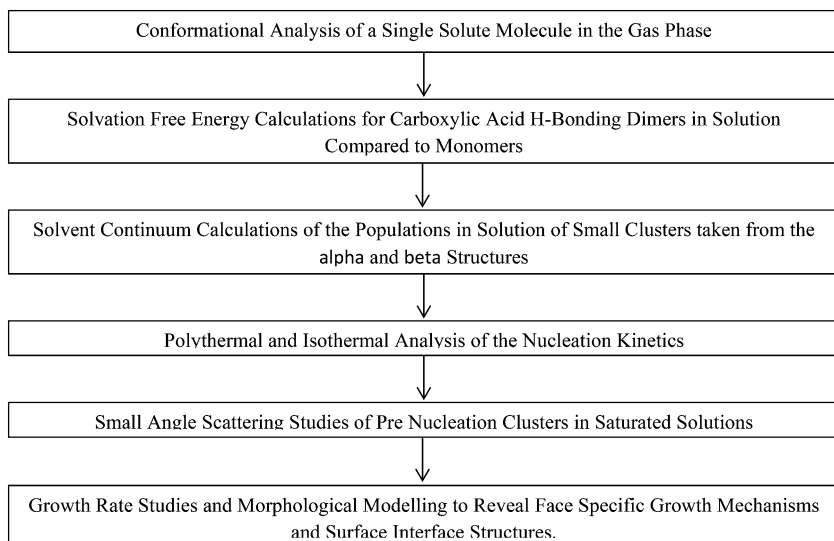 Conformational Analysis of a Single Solute Molecule in the Gas Phase
Solvation Free Energy Calculations for Carboxylic Acid H-Bonding Dimers in Solution
Compared to Monomers
Solvent Continuum Calculations of the Populations in Solution of Small Clusters taken from the
alpha and beta Structures
Polythermal and Isothermal Analysis of the Nucleation Kinetics
Small Angle Scattering Studies of Pre Nucleation Clusters in Saturated Solutions
Growth Rate Studies and Morphological Modelling to Reveal Face Specific Growth Mechanisms
and Surface Interface Structures.